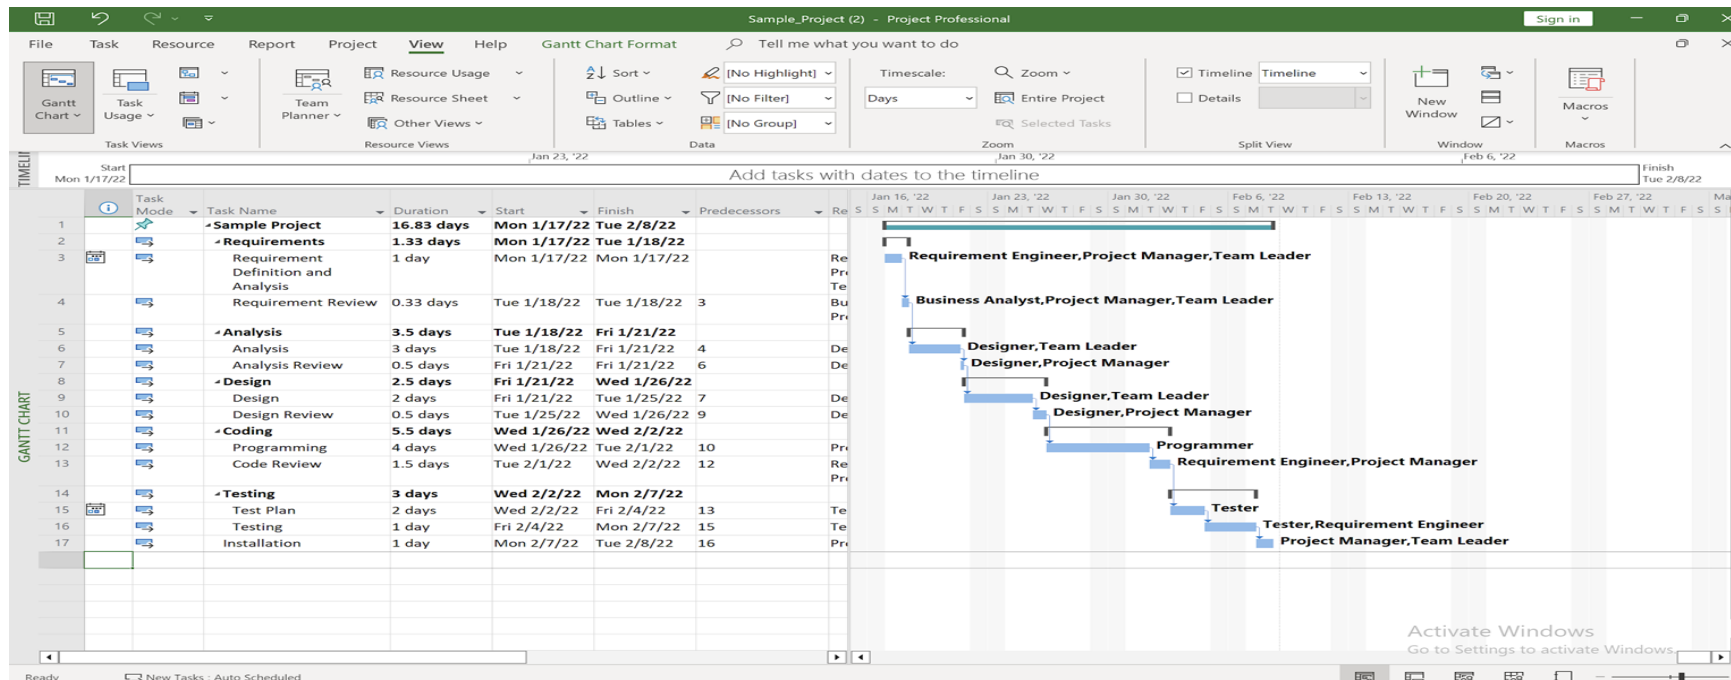 Sample_Project (2) - Project Professional
Sign in
File Task Resource Report Project View Help Gantt Chart Format Tell me what you want to do
Gantt Chart
Task Usage
Task Views
Team Planner
Resource Usage
Resource Sheet
Other Views
Resource Views
Sort
Outline
Tables
[No Highlight]
[No Filter]
[No Group]
Data
Timescale:
Days
Zoom
Entire Project
Selected Tasks
Zoom
Timeline Timeline
Details
Split View
New Window
Window
Macros
Macros
TIMELIN
Jan 23, '22 Jan 30, '22 Feb 6, '22
Start
Mon 1/17/22
Add tasks with dates to the timeline
Finish
Tue 2/8/22
Task Mode Task Name Duration Start Finish Predecessors Re
Jan 16, '22 Jan 23, '22 Jan 30, '22 Feb 6, '22 Feb 13, '22 Feb 20, '22 Feb 27, '22 Ma
S S M T W T F S S M T W T F S S M T W T F S S M T W T F S S M T W T F S S M T W T F S S M T W T F S S
GANTT CHART
1 Sample Project 16.83 days Mon 1/17/22 Tue 2/8/22
2 Requirements 1.33 days Mon 1/17/22 Tue 1/18/22
3 Requirement Definition and Analysis 1 day Mon 1/17/22 Mon 1/17/22 Re Pr Te Requirement Engineer,Project Manager,Team Leader
4 Requirement Review 0.33 days Tue 1/18/22 Tue 1/18/22 3 Bu Pr Business Analyst,Project Manager,Team Leader
5 Analysis 3.5 days Tue 1/18/22 Fri 1/21/22
6 Analysis 3 days Tue 1/18/22 Fri 1/21/22 4 De Designer,Team Leader
7 Analysis Review 0.5 days Fri 1/21/22 Fri 1/21/22 6 De Designer,Project Manager
8 Design 2.5 days Fri 1/21/22 Wed 1/26/22
9 Design 2 days Fri 1/21/22 Tue 1/25/22 7 De Designer,Team Leader
10 Design Review 0.5 days Tue 1/25/22 Wed 1/26/22 9 De Designer,Project Manager
11 Coding 5.5 days Wed 1/26/22 Wed 2/2/22
12 Programming 4 days Wed 1/26/22 Tue 2/1/22 10 Pr Programmer
13 Code Review 1.5 days Tue 2/1/22 Wed 2/2/22 12 Re Pr Requirement Engineer,Project Manager
14 Testing 3 days Wed 2/2/22 Mon 2/7/22
15 Test Plan 2 days Wed 2/2/22 Fri 2/4/22 13 Te Tester
16 Testing 1 day Fri 2/4/22 Mon 2/7/22 15 Te Tester,Requirement Engineer
17 Installation 1 day Mon 2/7/22 Tue 2/8/22 16 Pr Project Manager,Team Leader
Activate Windows
Go to Settings to activate Windows.
Ready New Tasks : Auto Scheduled